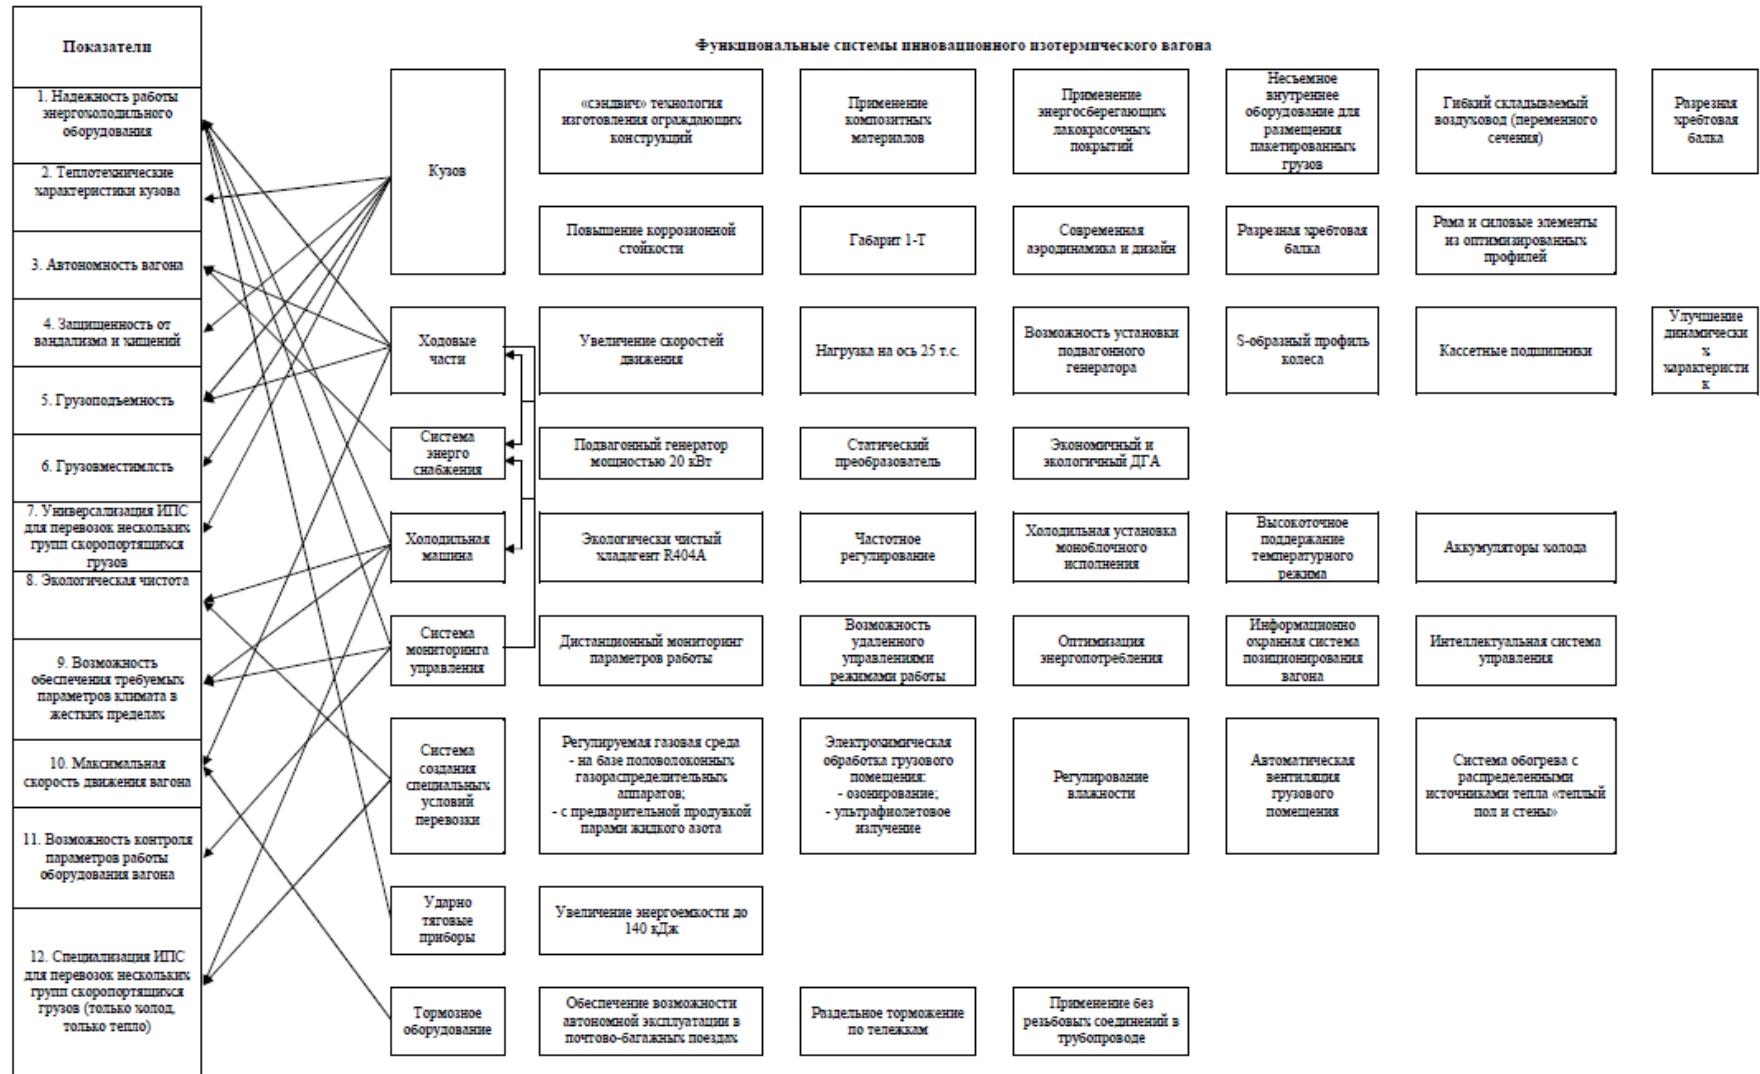 Показатели
Функциональные системы инновационного изотермического вагона
1. Надежность работы
энергохолодильного
оборудования
2. Теплотехнические
характеристики кузова
3. Автономность вагона
4. Защищенность от
вандализма и хищений
5. Грузоподъемность
6. Грузовместимлсть
7. Универсализация ИПС
для перевозок нескольких
групп скоропортящихся
грузов
8. Экологическая чистота
9. Возможность
обеспечения требуемых
параметров климата в
жестких пределах
10. Максимальная
скорость движения вагона
11. Возможность контроля
параметров работы
оборудования вагона
12. Специализация ИПС
для перевозок нескольких
групп скоропортящихся
грузов (только холод,
только тепло)
Кузов
«сэндвич» технология
изготовления ограждающих
конструкций
Применение
композитных
материалов
Применение
энергосберегающих
лакокрасочных
покрытий
Несъемное
внутреннее
оборудование для
размещения
пакетированных
грузов
Гибкий складываемый
воздуховод (переменного
сечения)
Разрезная
хребтовая
балка
Повышение коррозионной
стойкости
Габарит 1-Т
Современная
аэродинамика и дизайн
Разрезная хребтовая
балка
Рама и силовые элементы
из оптимизированных
профилей
Ходовые
части
Увеличение скоростей
движения
Нагрузка на ось 25 т.с.
Возможность установки
подвагонного
генератора
S-образный профиль
колеса
Кассетные подшипники
Улучшение
динамически
х
характеристи
к
Система
энерго
снабжения
Подвагонный генератор
мощностью 20 кВт
Статический
преобразователь
Экономичный и
экологичный ДГА
Холодильная
машина
Экологически чистый
хладагент R404A
Частотное
регулирование
Холодильная установка
моноблочного
исполнения
Высокоточное
поддержание
температурного
режима
Аккумуляторы холода
Система
мониторинга
управления
Дистанционный мониторинг
параметров работы
Возможность
удаленного
управлениями
режимами работы
Оптимизация
энергопотребления
Информационно
охранная система
позиционирования
вагона
Интеллектуальная система
управления
Система
создания
специальных
условий
перевозки
Регулируемая газовая среда
- на базе половолоконных
газораспределительных
аппаратов;
- с предварительной продувкой
парами жидкого азота
Электрохимическая
обработка грузового
помещения:
- озонирование;
- ультрафиолетовое
излучение
Регулирование
влажности
Автоматическая
вентиляция
грузового
помещения
Система обогрева с
распределенными
источниками тепла «теплый
пол и стены»
Ударно
тяговые
приборы
Увеличение энергоемкости до
140 кДж
Тормозное
оборудование
Обеспечение возможности
автономной эксплуатации в
почтово-багажных поездах
Раздельное торможение
по тележкам
Применение без
резьбовых соединений в
трубопроводе